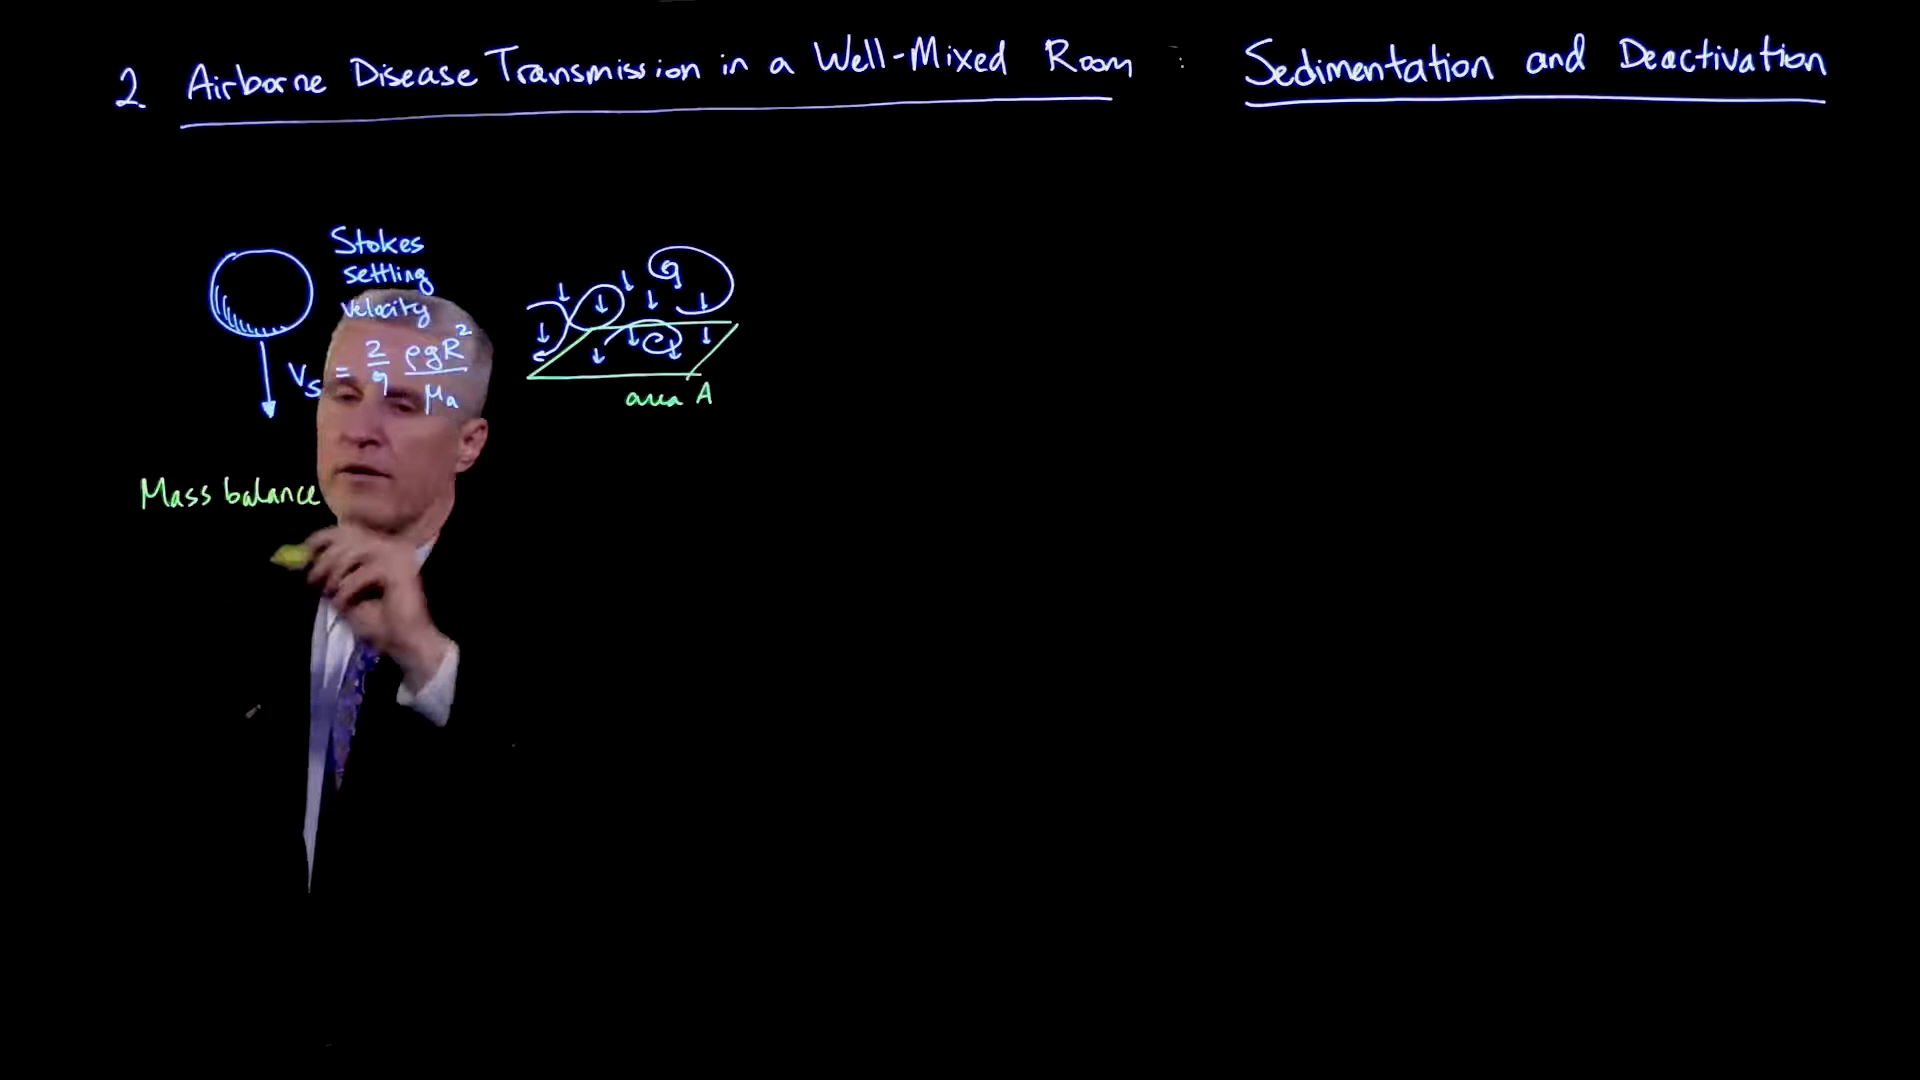 2 Airborne Disease Transmission in a Well-Mixed Room : Sedimentation and Deactivation
Stokes
settling
velocity
Vs = 2/9 ρgR²/μa
area A
Mass balance